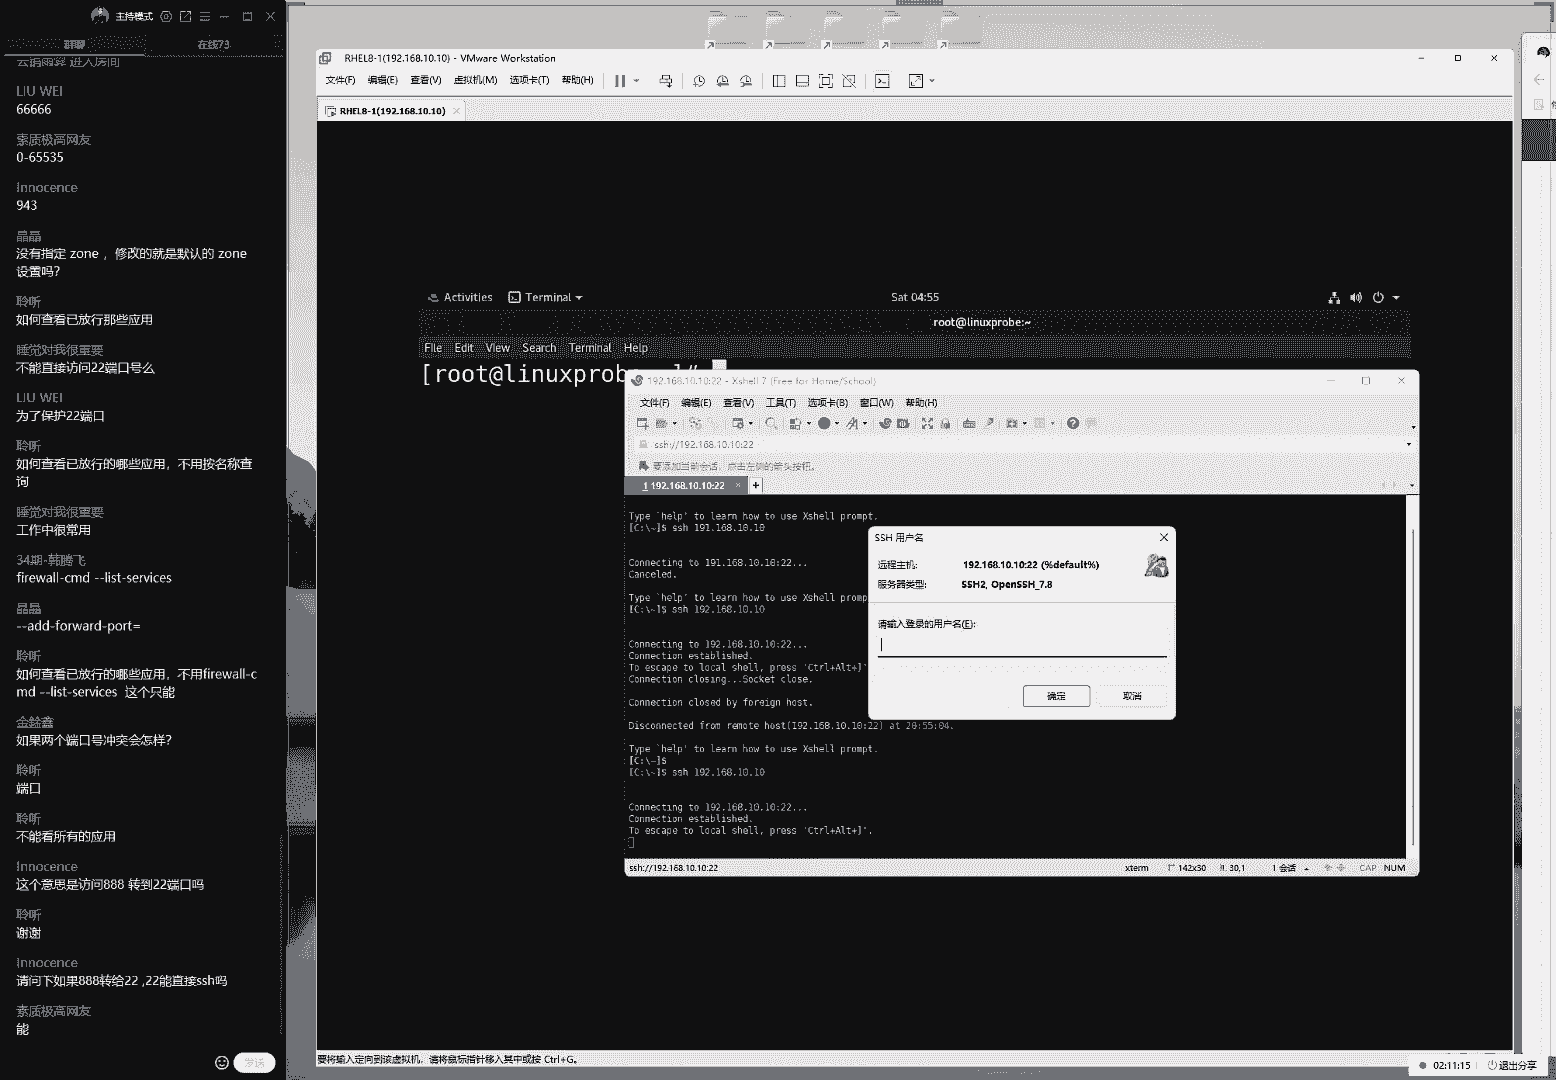 主持模式
群聊
在线73
云销雨霁 进入房间
LIU WEI
66666
素质极高网友
0-65535
Innocence
943
晶晶
没有指定 zone ，修改的就是默认的 zone
设置吗?
聆听
如何查看已放行那些应用
睡觉对我很重要
不能直接访问22端口号么
LIU WEI
为了保护22端口
聆听
如何查看已放行的哪些应用，不用按名称查
询
睡觉对我很重要
工作中很常用
34期-韩腾飞
firewall-cmd --list-services
晶晶
--add-forward-port=
聆听
如何查看已放行的哪些应用，不用firewall-c
md --list-services 这个只能
如果两个端口号冲突会怎样?
聆听
端口
聆听
不能看所有的应用
Innocence
这个意思是访问888 转到22端口吗
聆听
谢谢
Innocence
请问下如果888转给22 ,22能直接ssh吗
素质极高网友
能
发送
RHEL8-1(192.168.10.10) - VMware Workstation
文件(F) 编辑(E) 查看(V) 虚拟机(M) 选项卡(T) 帮助(H)
RHEL8-1(192.168.10.10)
Activities Terminal Sat 04:55
root@linuxprobe:~
File Edit View Search Terminal Help
[root@linuxprobe
192.168.10.10:22 - Xshell 7 (Free for Home/School)
文件(F) 编辑(E) 查看(V) 工具(T) 选项卡(B) 窗口(W) 帮助(H)
ssh://192.168.10.10:22
要添加当前会话，点击左侧的箭头按钮。
1 192.168.10.10:22
Type `help' to learn how to use Xshell prompt.
[C:\~]$ ssh 191.168.10.10
Connecting to 191.168.10.10:22...
Canceled.
Type `help' to learn how to use Xshell prom
[C:\~]$ ssh 192.168.10.10
Connecting to 192.168.10.10:22...
Connection established.
To escape to local shell, press 'Ctrl+Alt+]'
Connection closing...Socket close.
Connection closed by foreign host.
Disconnected from remote host(192.168.10.10:22) at 20:55:04.
Type `help' to learn how to use Xshell prompt.
[C:\~]$
[C:\~]$ ssh 192.168.10.10
Connecting to 192.168.10.10:22...
Connection established.
To escape to local shell, press 'Ctrl+Alt+]'.
SSH 用户名
远程主机: 192.168.10.10:22 (%default%)
服务器类型: SSH2, OpenSSH_7.8
请输入登录的用户名(E):
确定 取消
ssh://192.168.10.10:22 xterm 142x30 30,1 1 会话 CAP NUM
要将输入定向到该虚拟机，请将鼠标指针移入其中或按 Ctrl+G。
02:11:15 退出分享